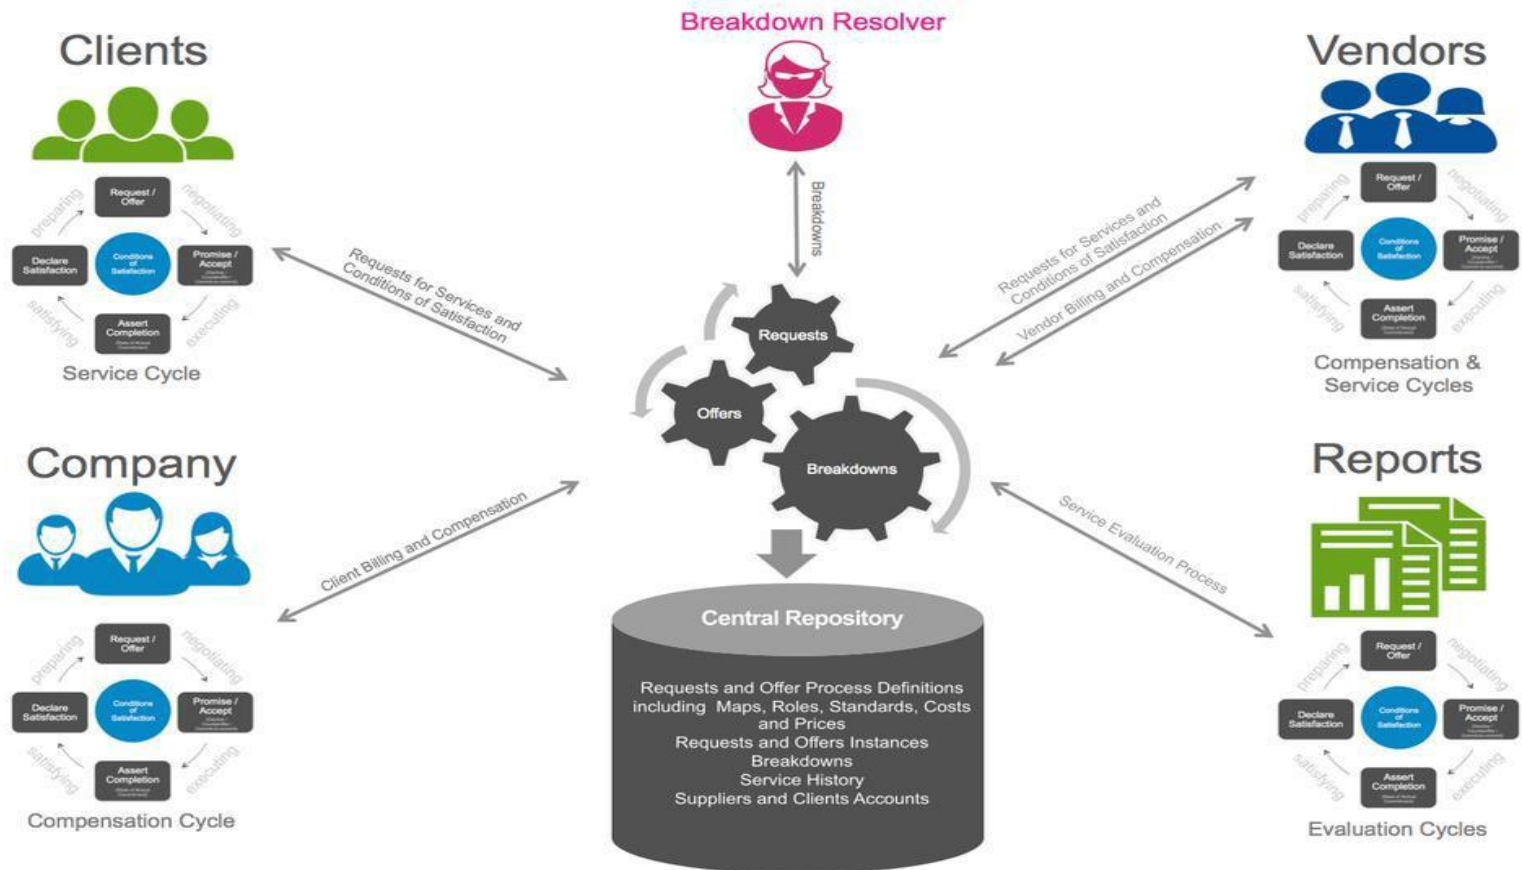 Breakdown Resolver
Clients
Vendors
preparing
Request /
Offer
negotiating
Declare
Satisfaction
Conditions
of
Satisfaction
Promise /
Accept
satisfying
Assert
Completion
executing
Service Cycle
Requests for Services and
Conditions of Satisfaction
Breakdowns
Requests for Services and
Conditions of Satisfaction
Vendor Billing and Compensation
preparing
Request /
Offer
negotiating
Declare
Satisfaction
Conditions
of
Satisfaction
Promise /
Accept
satisfying
Assert
Completion
executing
Compensation &
Service Cycles
Requests
Offers
Breakdowns
Company
Client Billing and Compensation
preparing
Request /
Offer
negotiating
Declare
Satisfaction
Conditions
of
Satisfaction
Promise /
Accept
satisfying
Assert
Completion
executing
Compensation Cycle
Reports
Service Evaluation Process
preparing
Request /
Offer
negotiating
Declare
Satisfaction
Conditions
of
Satisfaction
Promise /
Accept
satisfying
Assert
Completion
executing
Evaluation Cycles
Central Repository
Requests and Offer Process Definitions
including Maps, Roles, Standards, Costs
and Prices
Requests and Offers Instances
Breakdowns
Service History
Suppliers and Clients Accounts